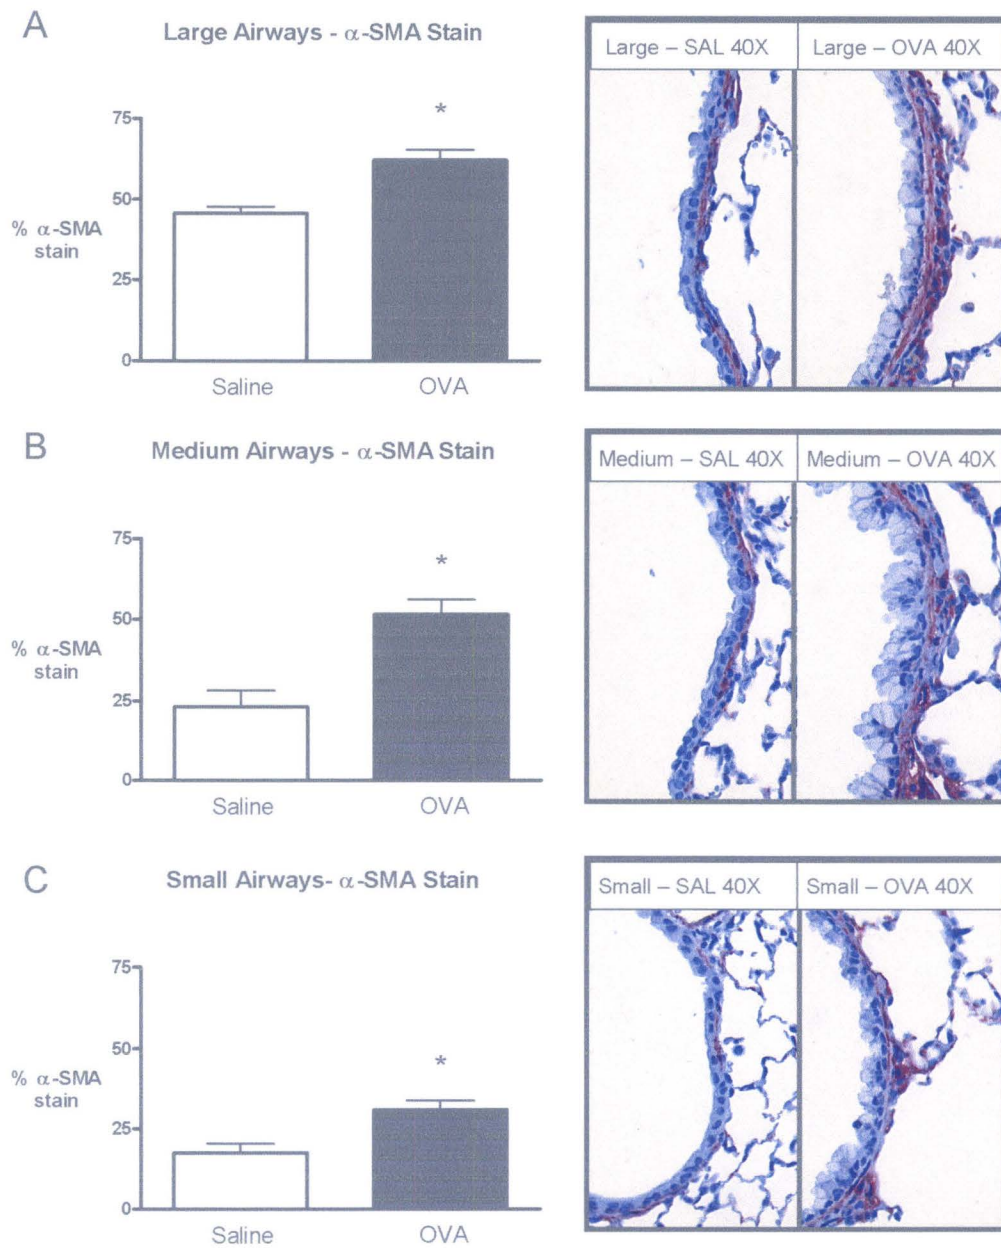 A
Large Airways - α-SMA Stain
75
*
50
% α-SMA
stain
25
0
Saline
OVA
Large – SAL 40X
Large – OVA 40X
B
Medium Airways - α-SMA Stain
75
*
50
% α-SMA
stain
25
0
Saline
OVA
Medium – SAL 40X
Medium – OVA 40X
C
Small Airways- α-SMA Stain
75
50
*
% α-SMA
stain
25
0
Saline
OVA
Small – SAL 40X
Small – OVA 40X